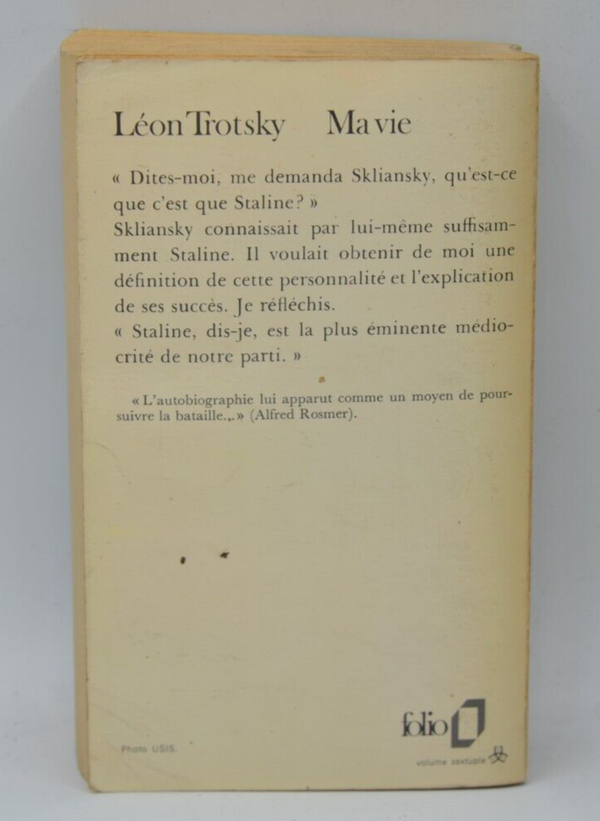 Léon Trotsky Ma vie
« Dites-moi, me demanda Skliansky, qu'est-ce
que c'est que Staline? »
Skliansky connaissait par lui-même suffisam-
ment Staline. Il voulait obtenir de moi une
définition de cette personnalité et l'explication
de ses succès. Je réfléchis.
« Staline, dis-je, est la plus éminente médio-
crité de notre parti. »
« L'autobiographie lui apparut comme un moyen de pour-
suivre la bataille... » (Alfred Rosmer).
folio
Photo USIS.
volume sextuple